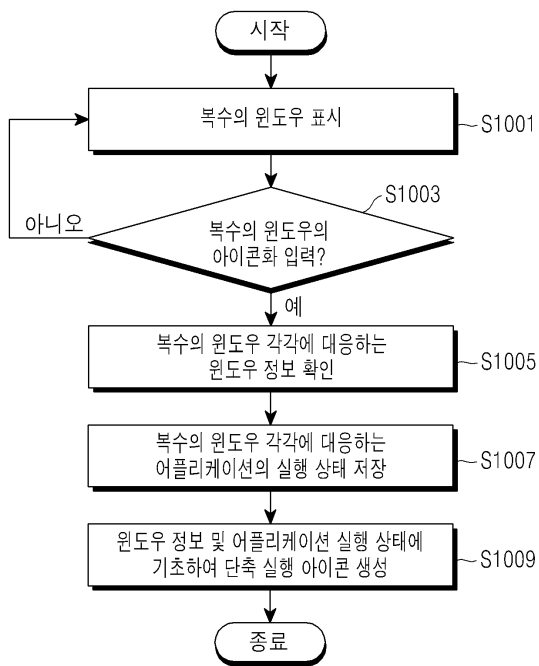 시작
복수의 윈도우 표시
S1001
S1003
아니오
복수의 윈도우의
아이콘화 입력?
예
복수의 윈도우 각각에 대응하는
윈도우 정보 확인
S1005
복수의 윈도우 각각에 대응하는
어플리케이션의 실행 상태 저장
S1007
윈도우 정보 및 어플리케이션 실행 상태에
기초하여 단축 실행 아이콘 생성
S1009
종료